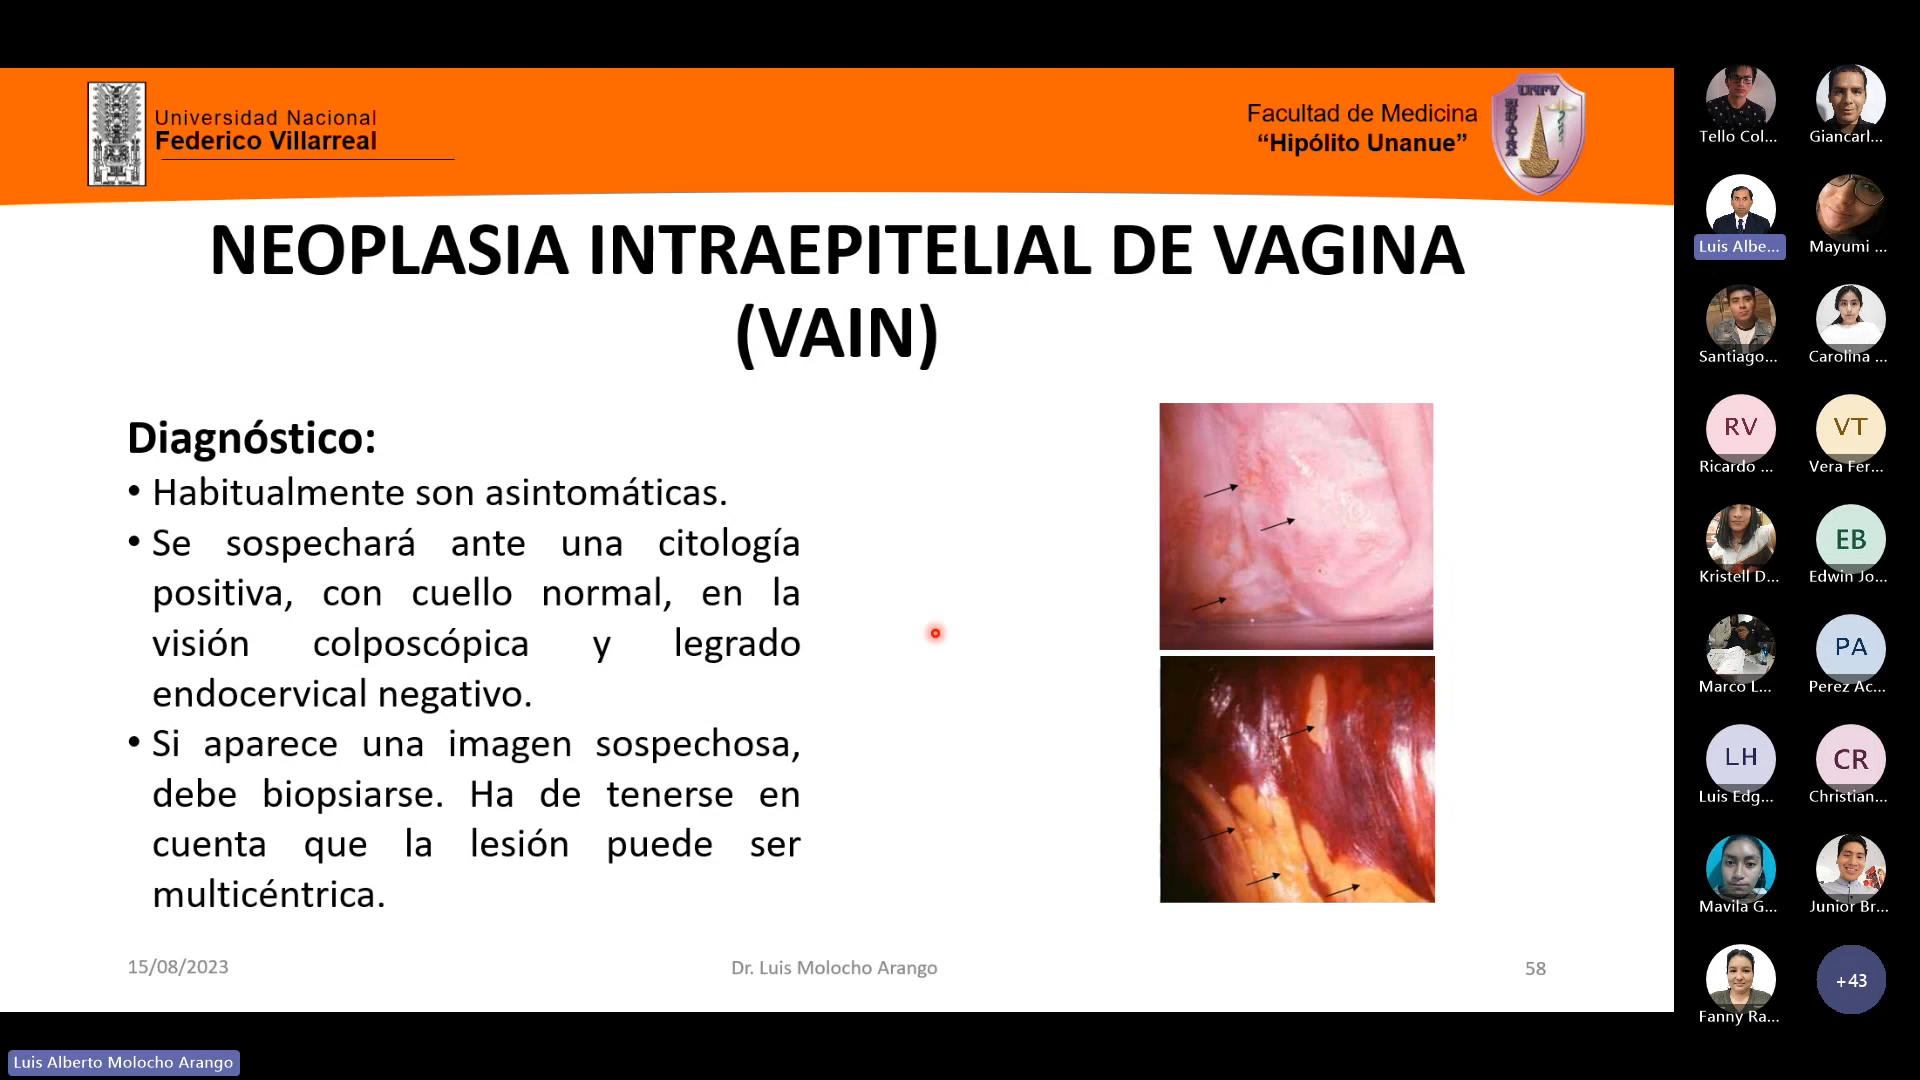 Universidad Nacional
Federico Villarreal
Facultad de Medicina
“Hipólito Unanue”
UNFV
NEOPLASIA INTRAEPITELIAL DE VAGINA
(VAIN)
Diagnóstico:
• Habitualmente son asintomáticas.
• Se sospechará ante una citología
positiva, con cuello normal, en la
visión colposcópica y legrado
endocervical negativo.
• Si aparece una imagen sospechosa,
debe biopsiarse. Ha de tenerse en
cuenta que la lesión puede ser
multicéntrica.
15/08/2023
Dr. Luis Molocho Arango
58
Tello Col...
Giancarl...
Luis Albe...
Mayumi ...
Santiago...
Carolina ...
RV
VT
Ricardo ...
Vera Fer...
EB
Kristell D...
Edwin Jo...
PA
Marco L...
Perez Ac...
LH
CR
Luis Edg...
Christian...
Mavila G...
Junior Br...
+43
Fanny Ra...
Luis Alberto Molocho Arango